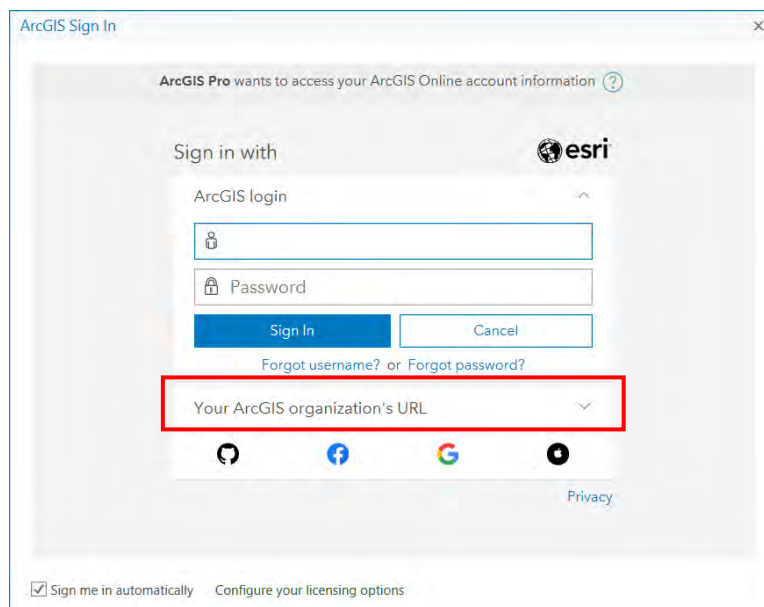 ArcGIS Sign In
ArcGIS Pro wants to access your ArcGIS Online account information ?
Sign in with
esri
ArcGIS login
Password
Sign In
Cancel
Forgot username? or Forgot password?
Your ArcGIS organization's URL
Privacy
Sign me in automatically
Configure your licensing options